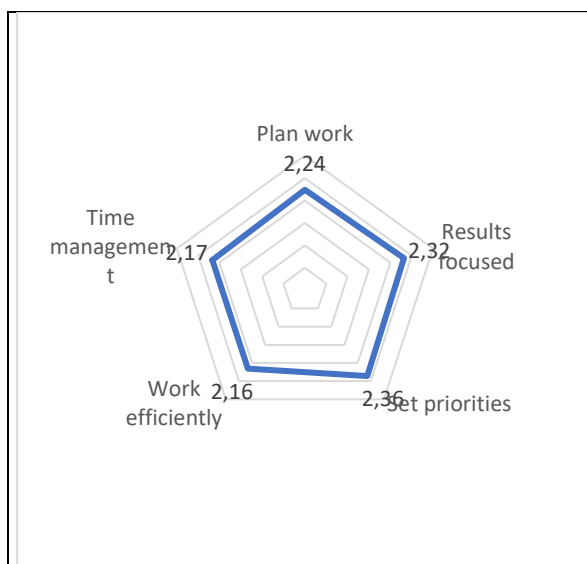 Plan work
2,24
Results
focused
2,32
Set priorities
2,36
Work
efficiently
2,16
Time
managemen
t
2,17